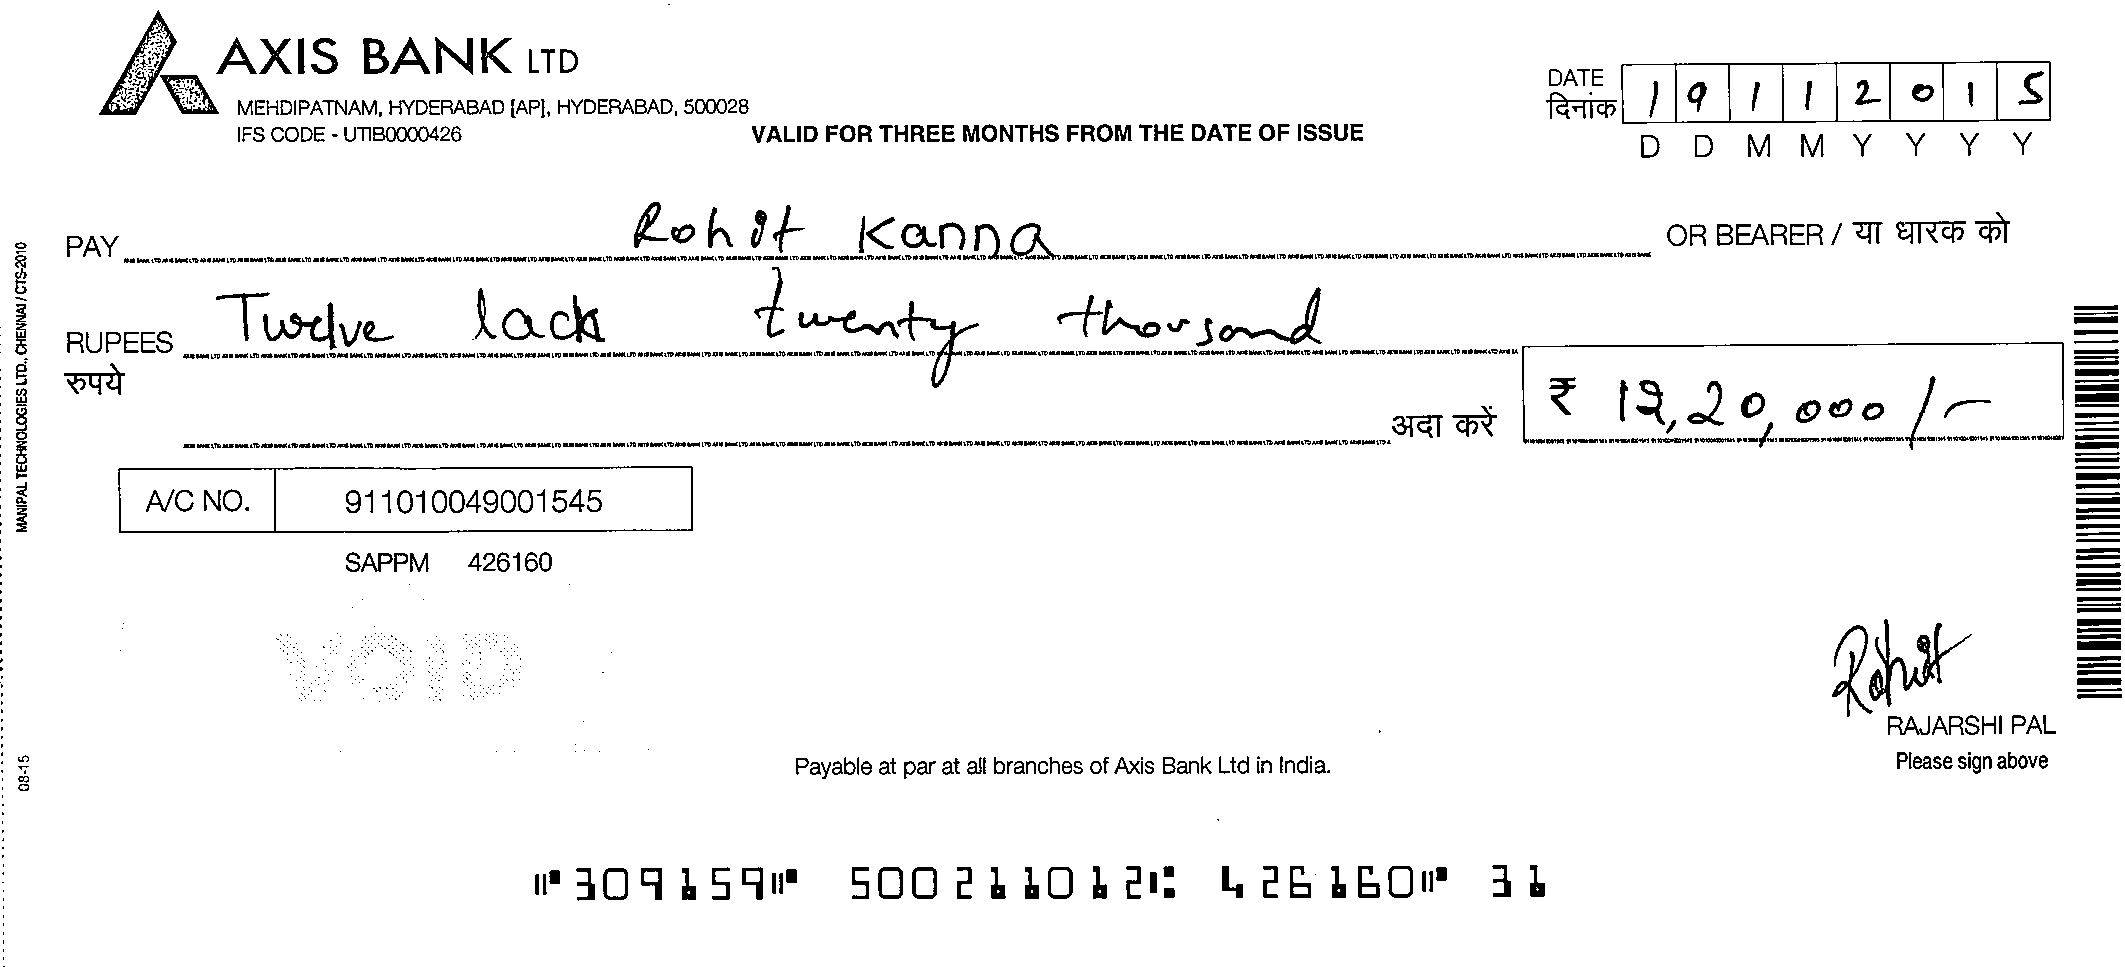 AXIS BANK LTD
MEHDIPATNAM, HYDERABAD [AP], HYDERABAD, 500028
IFS CODE - UTIB0000426
VALID FOR THREE MONTHS FROM THE DATE OF ISSUE
DATE
दिनांक
1 9 1 1 2 0 1 5
D D M M Y Y Y Y
PAY Rohit Kanna OR BEARER / या धारक को
RUPEES Twelve lack twenty thousand
रुपये
अदा करें ₹ 12,20,000/-
A/C NO. 911010049001545
SAPPM 426160
VOID
Rohit
RAJARSHI PAL
Please sign above
Payable at par at all branches of Axis Bank Ltd in India.
⑈309159⑈ 500211012⑆ 426160⑈ 31
MANIPAL TECHNOLOGIES LTD., CHENNAI / CTS-2010
08-15